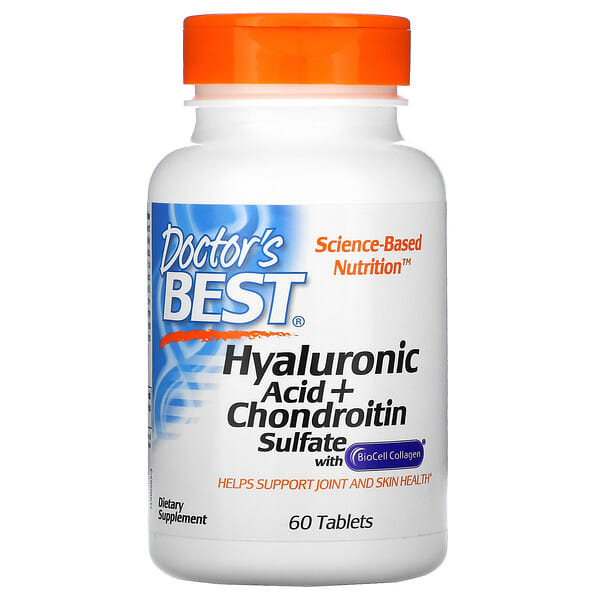 Doctor's
BEST®
Science-Based
Nutrition™
Hyaluronic
Acid +
Chondroitin
Sulfate
with BioCell Collagen®
HELPS SUPPORT JOINT AND SKIN HEALTH*
Dietary
Supplement
60 Tablets